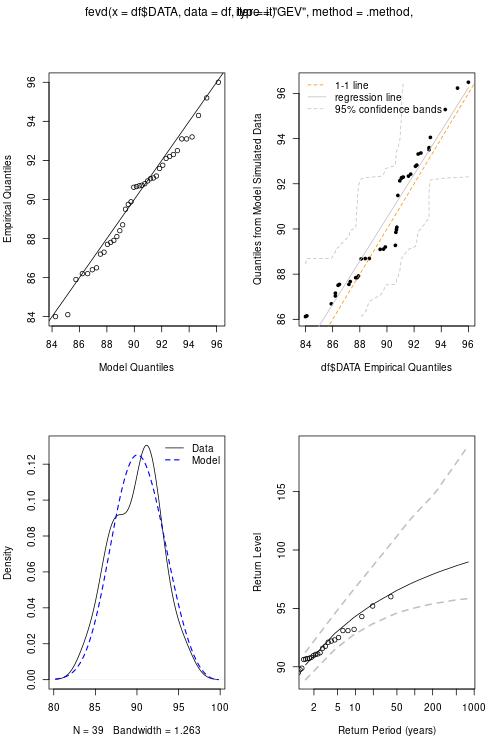 fevd(x = df$DATA, data = df, type = "GEV", method = .method,
96
94
92
90
88
86
84
Empirical Quantiles
84 86 88 90 92 94 96
Model Quantiles
1-1 line
regression line
95% confidence bands
96
94
92
88
86
Quantiles from Model Simulated Data
84 86 88 90 92 94 96
df$DATA Empirical Quantiles
Data
Model
0.12
0.10
0.08
0.06
0.04
0.02
0.00
Density
80 85 90 95 100
N = 39 Bandwidth = 1.263
105
100
95
90
Return Level
2 5 10 50 200 1000
Return Period (years)